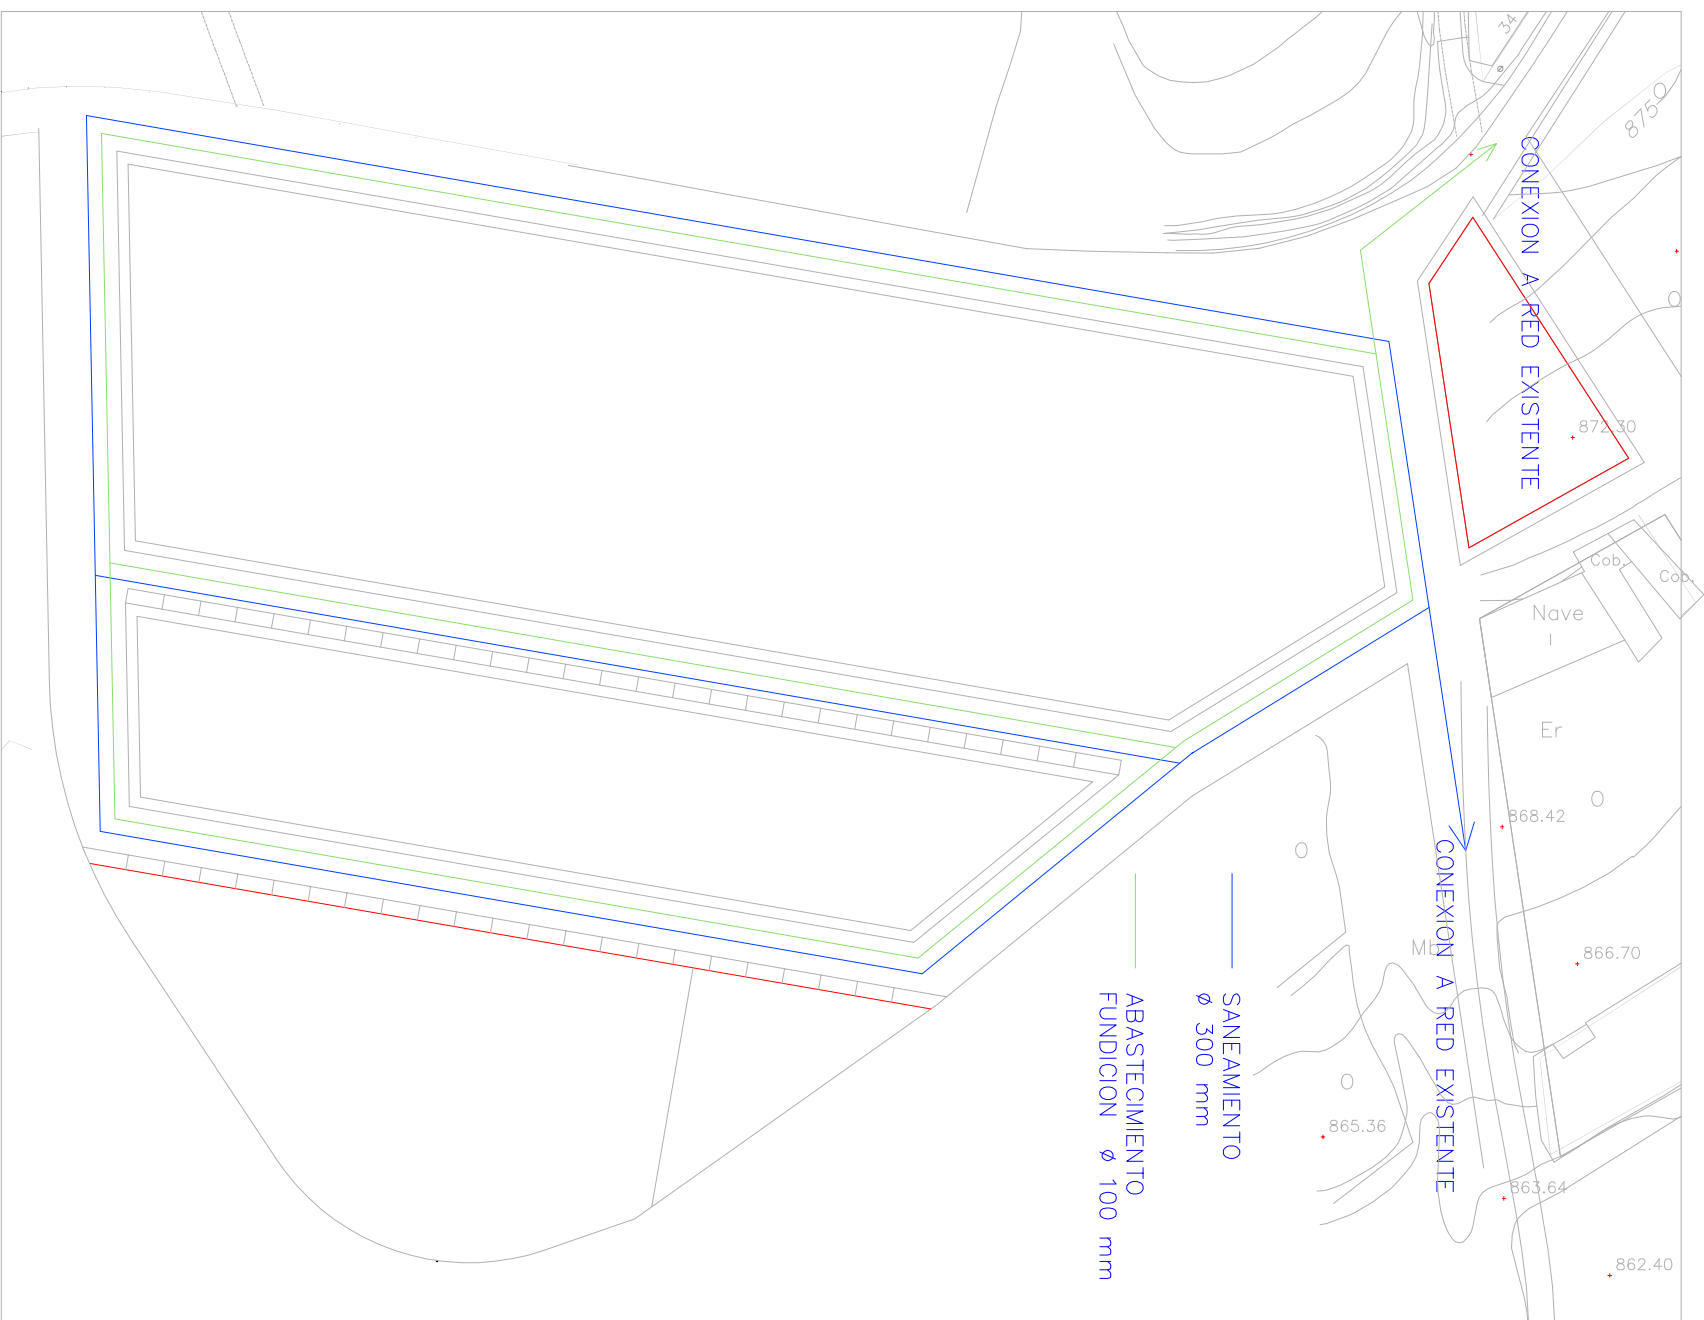 34
875
CONEXION A RED EXISTENTE
872.30
Cob.
Cob.
Nave
I
Er
868.42
CONEXION A RED EXISTENTE
866.70
SANEAMIENTO
ø 300 mm
ABASTECIMIENTO
FUNDICION ø 100 mm
865.36
863.64
862.40